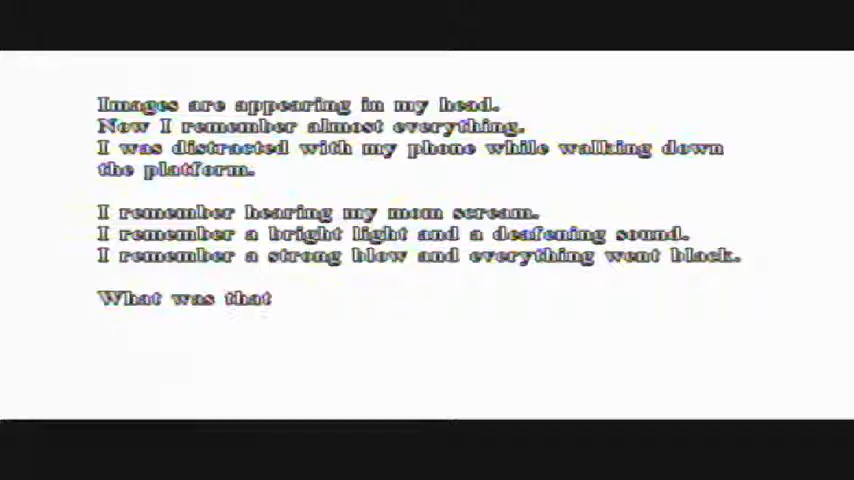 Images are appearing in my head.
Now I remember almost everything.
I was distracted with my phone while walking down
the platform.
I remember hearing my mom scream.
I remember a bright light and a deafening sound.
I remember a strong blow and everything went black.
What was that